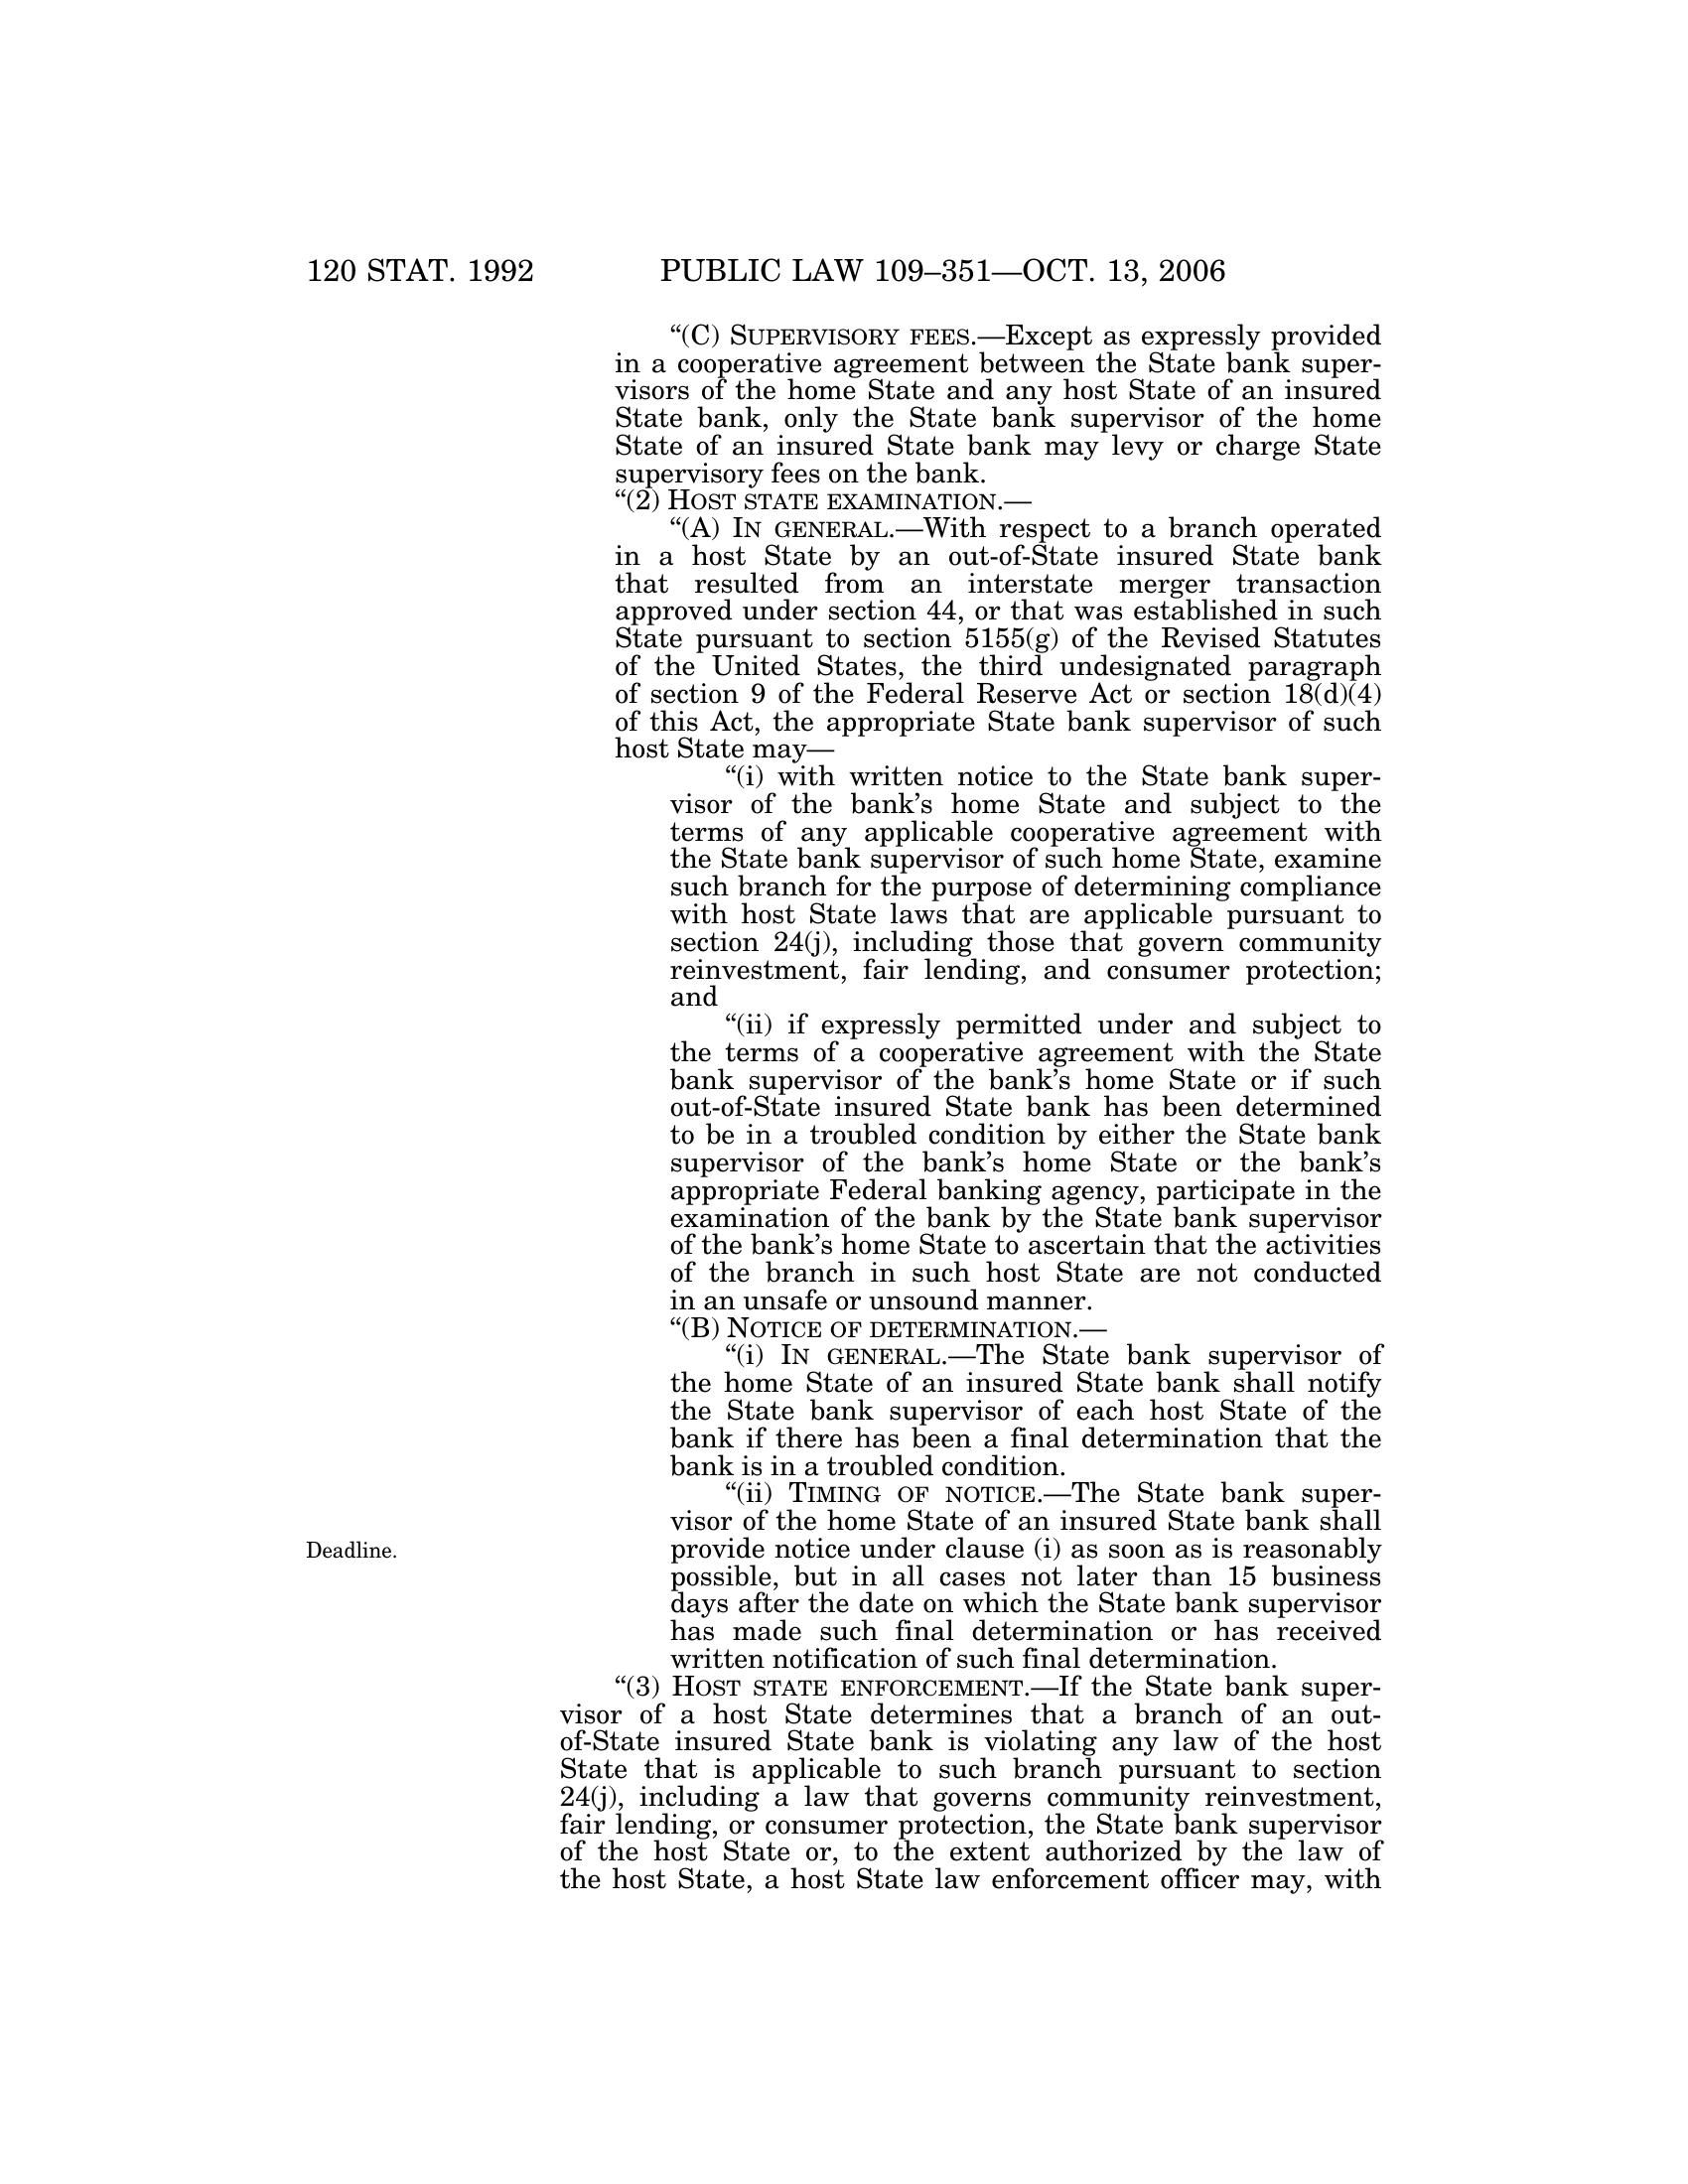 120 STAT. 1992 PUBLIC LAW 109–351—OCT. 13, 2006
“(C) SUPERVISORY FEES.—Except as expressly provided
in a cooperative agreement between the State bank super-
visors of the home State and any host State of an insured
State bank, only the State bank supervisor of the home
State of an insured State bank may levy or charge State
supervisory fees on the bank.
“(2) HOST STATE EXAMINATION.—
“(A) IN GENERAL.—With respect to a branch operated
in a host State by an out-of-State insured State bank
that resulted from an interstate merger transaction
approved under section 44, or that was established in such
State pursuant to section 5155(g) of the Revised Statutes
of the United States, the third undesignated paragraph
of section 9 of the Federal Reserve Act or section 18(d)(4)
of this Act, the appropriate State bank supervisor of such
host State may—
“(i) with written notice to the State bank super-
visor of the bank’s home State and subject to the
terms of any applicable cooperative agreement with
the State bank supervisor of such home State, examine
such branch for the purpose of determining compliance
with host State laws that are applicable pursuant to
section 24(j), including those that govern community
reinvestment, fair lending, and consumer protection;
and
“(ii) if expressly permitted under and subject to
the terms of a cooperative agreement with the State
bank supervisor of the bank’s home State or if such
out-of-State insured State bank has been determined
to be in a troubled condition by either the State bank
supervisor of the bank’s home State or the bank’s
appropriate Federal banking agency, participate in the
examination of the bank by the State bank supervisor
of the bank’s home State to ascertain that the activities
of the branch in such host State are not conducted
in an unsafe or unsound manner.
“(B) NOTICE OF DETERMINATION.—
“(i) IN GENERAL.—The State bank supervisor of
the home State of an insured State bank shall notify
the State bank supervisor of each host State of the
bank if there has been a final determination that the
bank is in a troubled condition.
“(ii) TIMING OF NOTICE.—The State bank super-
visor of the home State of an insured State bank shall
Deadline. provide notice under clause (i) as soon as is reasonably
possible, but in all cases not later than 15 business
days after the date on which the State bank supervisor
has made such final determination or has received
written notification of such final determination.
“(3) HOST STATE ENFORCEMENT.—If the State bank super-
visor of a host State determines that a branch of an out-
of-State insured State bank is violating any law of the host
State that is applicable to such branch pursuant to section
24(j), including a law that governs community reinvestment,
fair lending, or consumer protection, the State bank supervisor
of the host State or, to the extent authorized by the law of
the host State, a host State law enforcement officer may, with